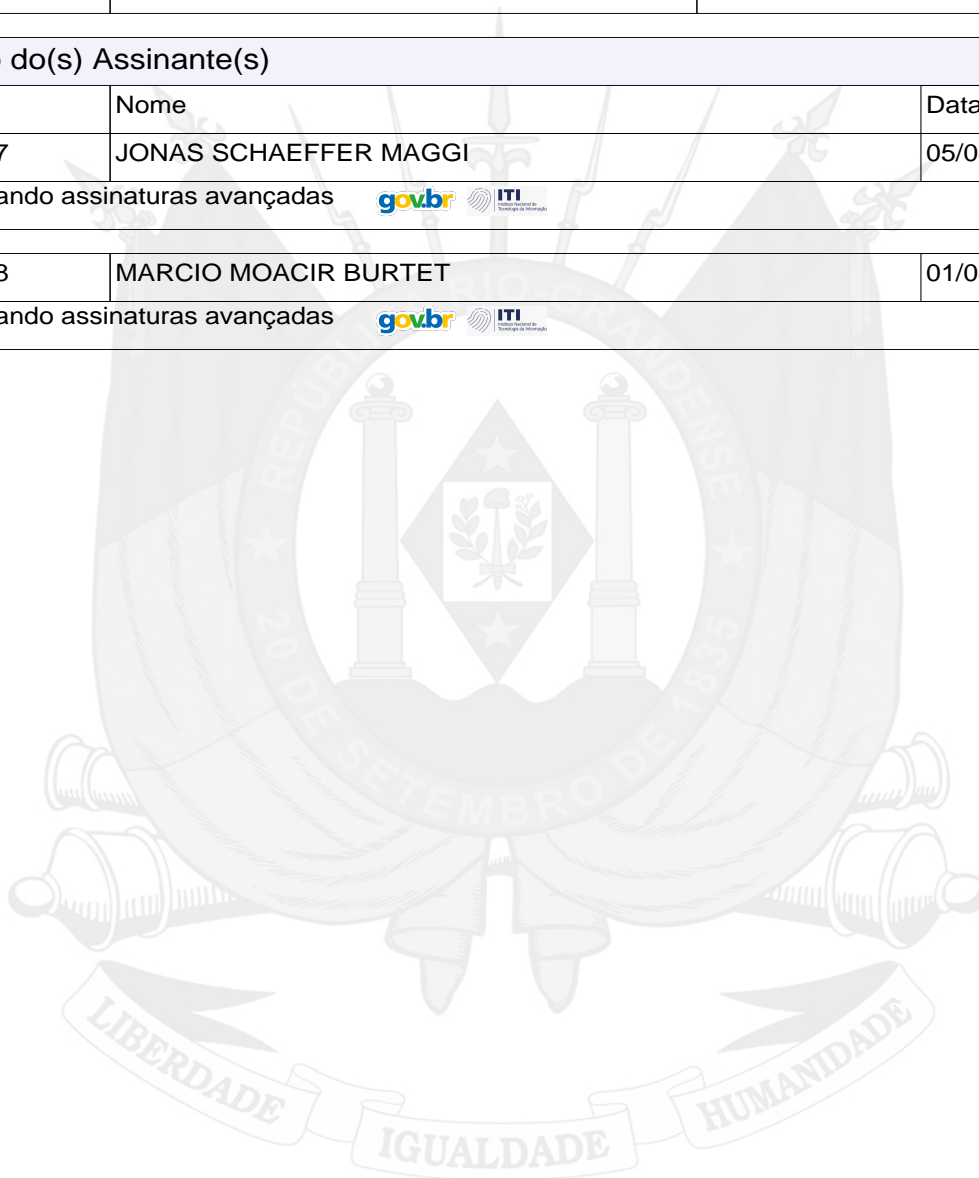 do(s) Assinante(s)
Nome Data
7 JONAS SCHAEFFER MAGGI 05/0
ando assinaturas avançadas gov.br ITI
3 MARCIO MOACIR BURTET 01/0
ando assinaturas avançadas gov.br ITI
REPÚBLICA RIO GRANDENSE
20 DE SETEMBRO DE 1835
LIBERDADE IGUALDADE HUMANIDADE